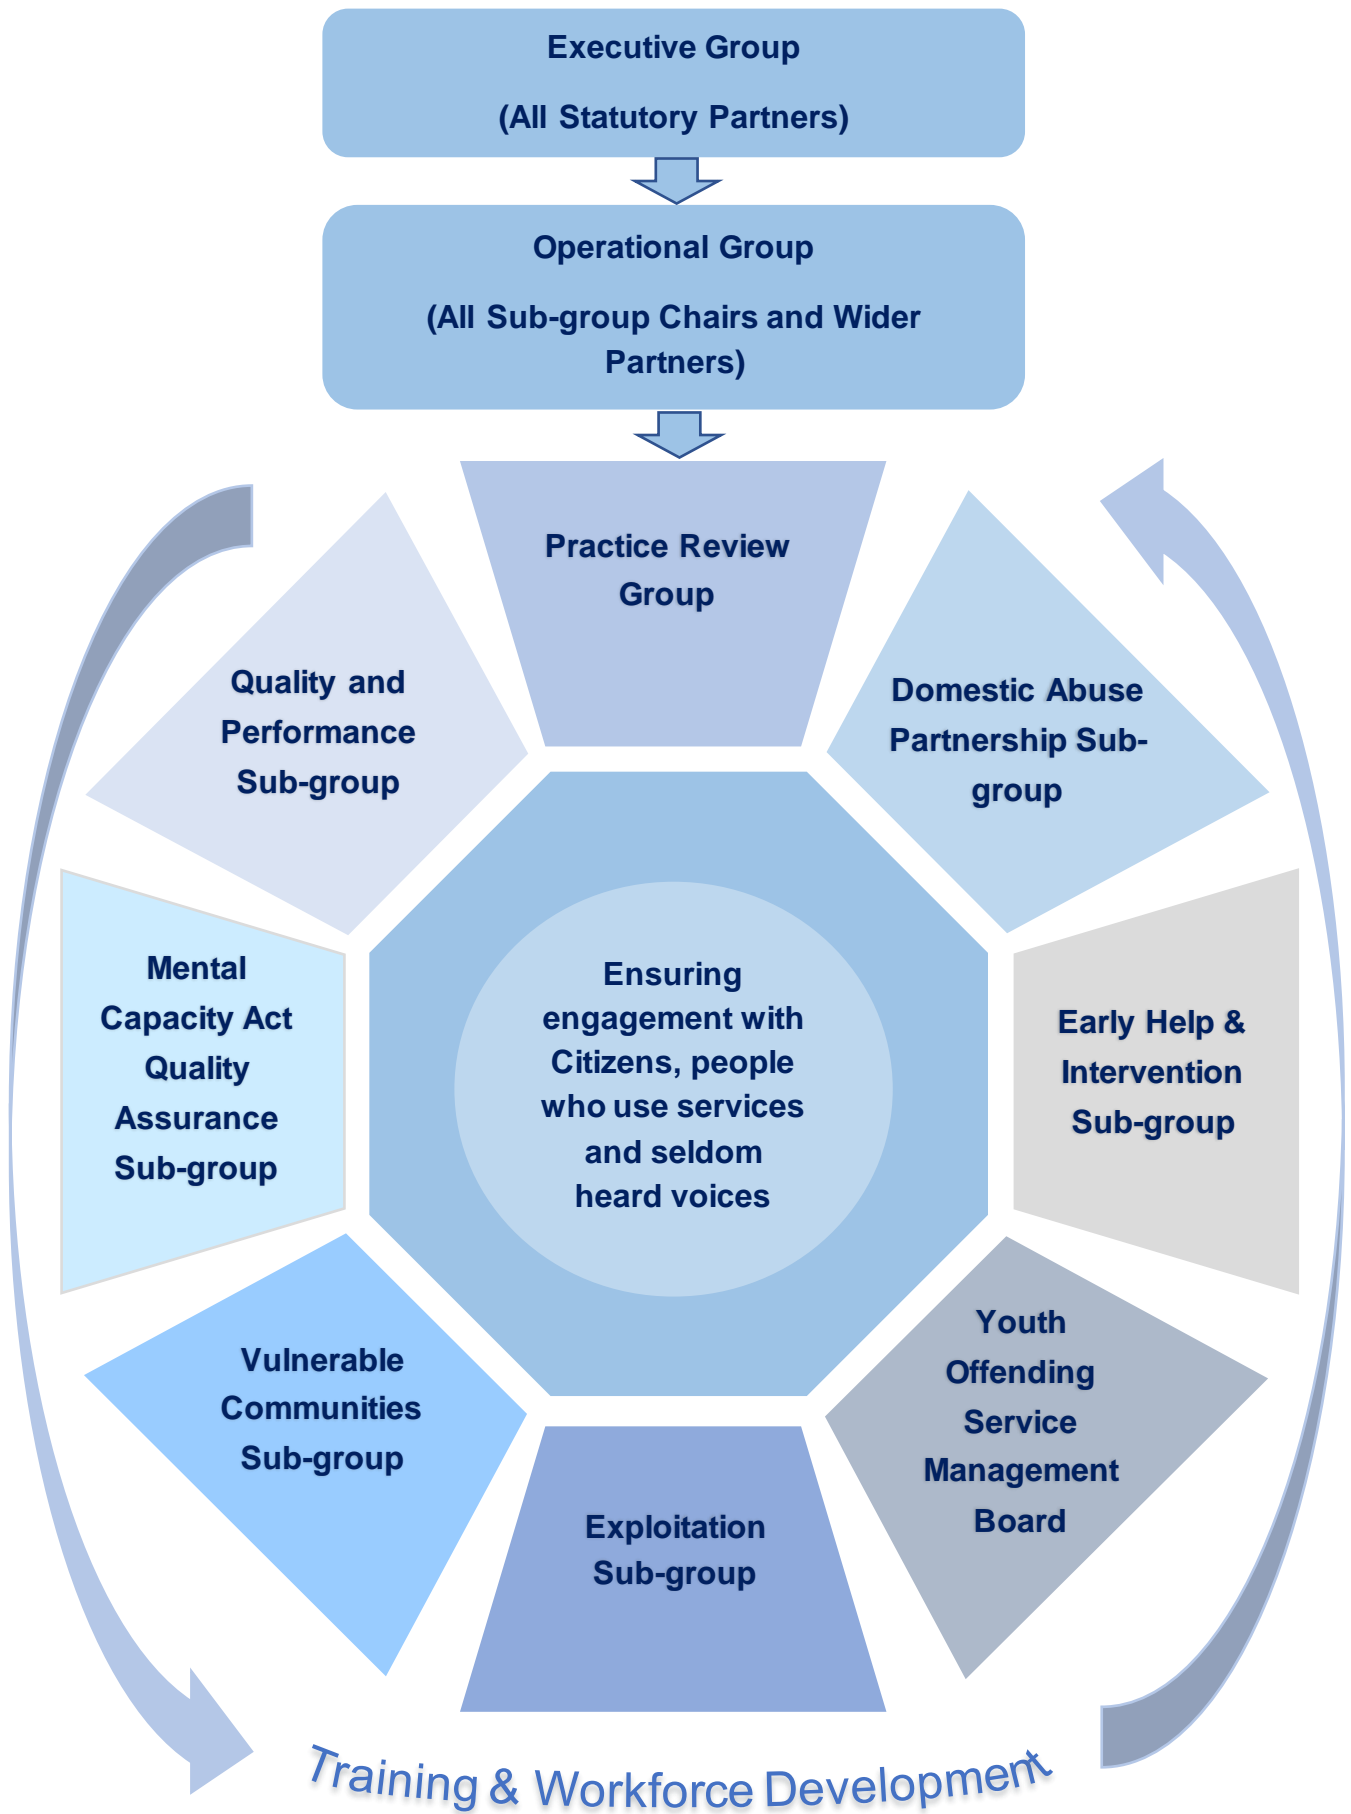 Executive Group
(All Statutory Partners)
Operational Group
(All Sub-group Chairs and Wider
Partners)
Practice Review
Group
Quality and
Performance
Sub-group
Domestic Abuse
Partnership Sub-
group
Mental
Capacity Act
Quality
Assurance
Sub-group
Ensuring
engagement with
Citizens, people
who use services
and seldom
heard voices
Early Help &
Intervention
Sub-group
Vulnerable
Communities
Sub-group
Youth
Offending
Service
Management
Board
Exploitation
Sub-group
Training & Workforce Development